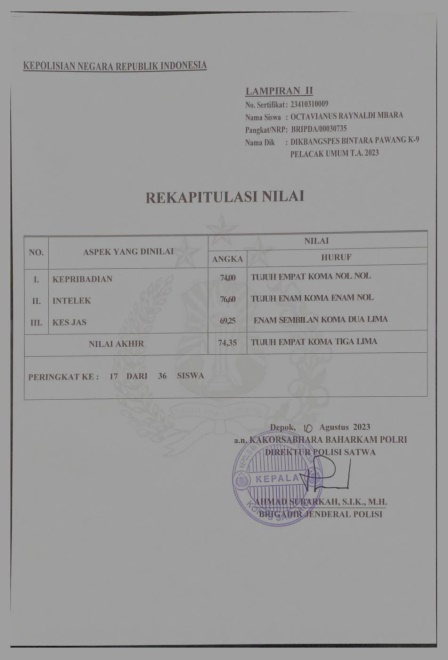 KEPOLISIAN NEGARA REPUBLIK INDONESIA
LAMPIRAN II
No. Sertifikat : 23410310009
Nama Siswa : OCTAVIANUS RAYNALDI MBARA
Pangkat/NRP: BRIPDA/00030735
Nama Dik : DIKBANGSPES BINTARA PAWANG K-9
PELACAK UMUM T.A. 2023
REKAPITULASI NILAI
NO. ASPEK YANG DINILAI NILAI
ANGKA HURUF
I. KEPRIBADIAN 74,00 TUJUH EMPAT KOMA NOL NOL
II. INTELEK 76,60 TUJUH ENAM KOMA ENAM NOL
III. KES JAS 69,25 ENAM SEMBILAN KOMA DUA LIMA
NILAI AKHIR 74,35 TUJUH EMPAT KOMA TIGA LIMA
PERINGKAT KE : 17 DARI 36 SISWA
Depok, 10 Agustus 2023
a.n. KAKORSABHARA BAHARKAM POLRI
DIREKTUR POLISI SATWA
KEPALA
AHMAD SUBARKAH, S.I.K., M.H.
BRIGADIR JENDERAL POLISI